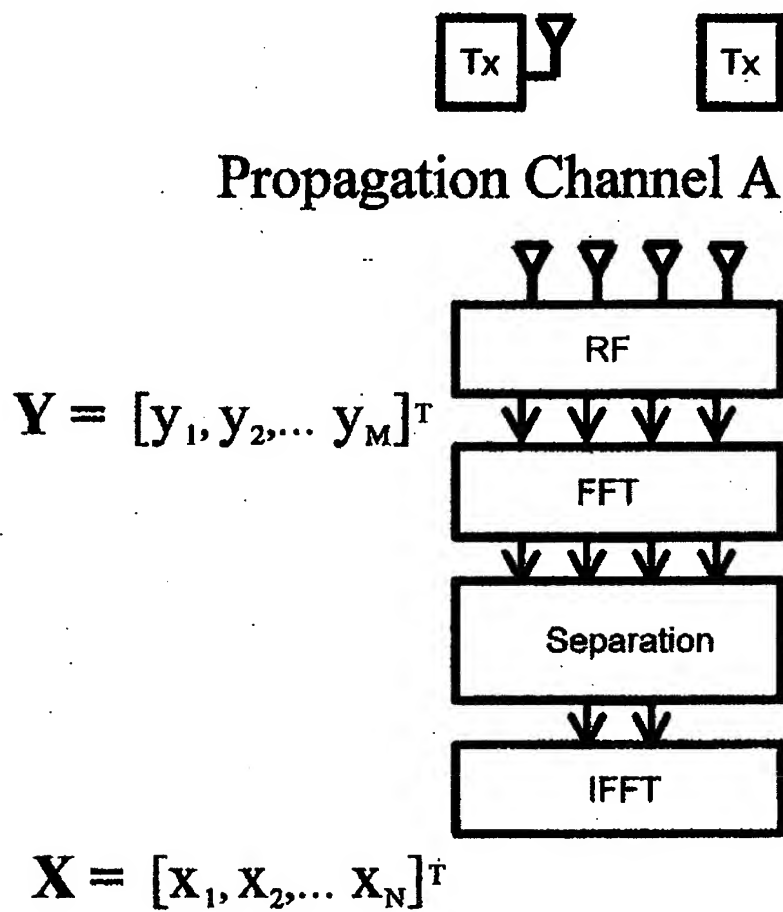 Tx Tx
Propagation Channel A
RF
Y = [y₁, y₂,... y_M]ᵀ
FFT
Separation
IFFT
X = [x₁, x₂,... x_N]ᵀ